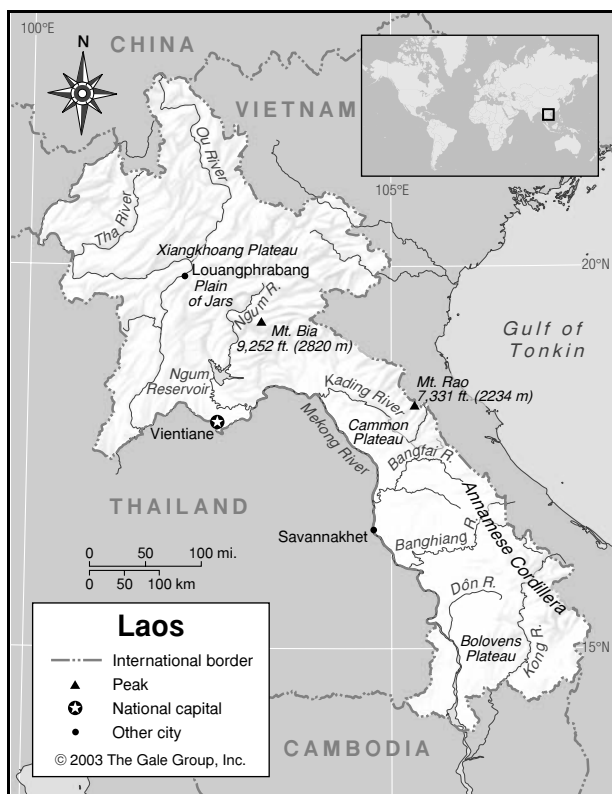 100°E
CHINA
N
VIETNAM
Ou River
105°E
Tha River
Xiangkhoang Plateau
20°N
Louangphrabang
Plain
of Jars
Ngum R.
Mt. Bia
9,252 ft. (2820 m)
Gulf of
Tonkin
Ngum
Reservoir
Mt. Rao
7,331 ft. (2234 m)
Kading River
Cammon
Plateau
Vientiane
Mekong River
Bangfai R.
THAILAND
Annamese Cordillera
Savannakhet
Banghiang R.
0 50 100 mi.
0 50 100 km
Dôn R.
Laos
Bolovens
Plateau
Kong R.
15°N
International border
Peak
National capital
Other city
© 2003 The Gale Group, Inc.
CAMBODIA